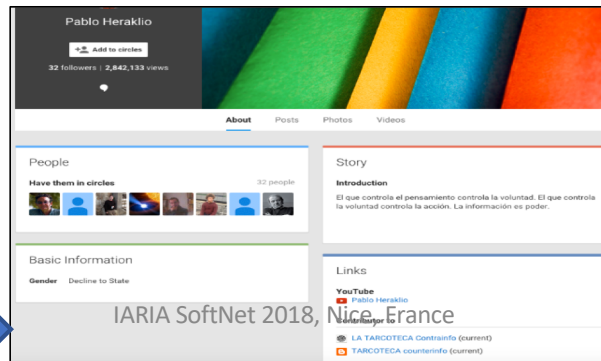 Pablo Heraklio
Add to circles
32 followers | 2,842,133 views
About Posts Photos Videos
People
Have them in circles 32 people
Basic Information
Gender Decline to State
Story
Introduction
El que controla el pensamiento controla la voluntad. El que controla
la voluntad controla la acción. La información es poder.
Links
YouTube
Pablo Heraklio
Contributor to
LA TARCOTECA Contrainfo (current)
TARCOTECA counterinfo (current)
IARIA SoftNet 2018, Nice, France